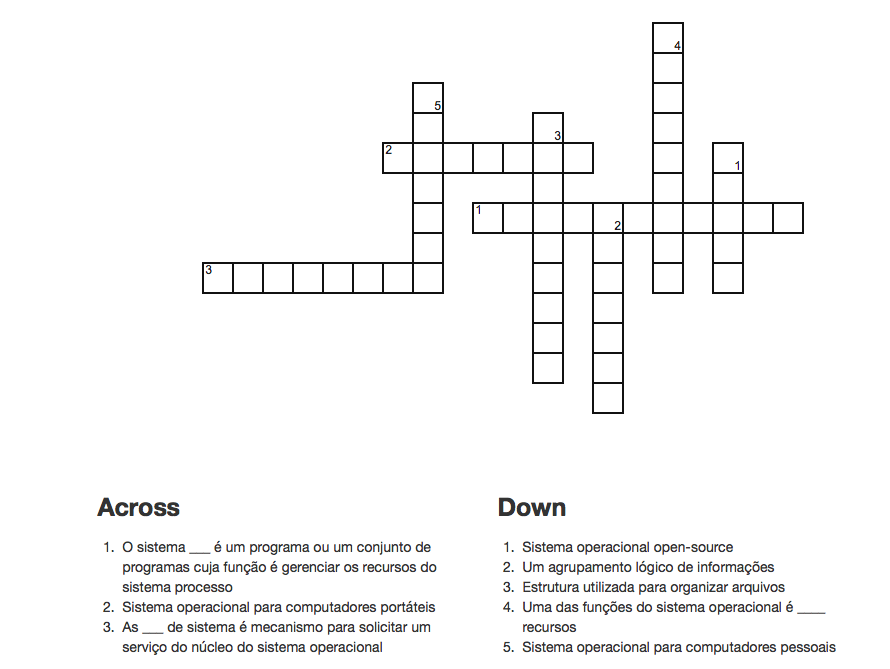 4
5
3
2
1
1
2
3
Across
1. O sistema ___ é um programa ou um conjunto de
programas cuja função é gerenciar os recursos do
sistema processo
2. Sistema operacional para computadores portáteis
3. As ___ de sistema é mecanismo para solicitar um
serviço do núcleo do sistema operacional
Down
1. Sistema operacional open-source
2. Um agrupamento lógico de informações
3. Estrutura utilizada para organizar arquivos
4. Uma das funções do sistema operacional é ____
recursos
5. Sistema operacional para computadores pessoais